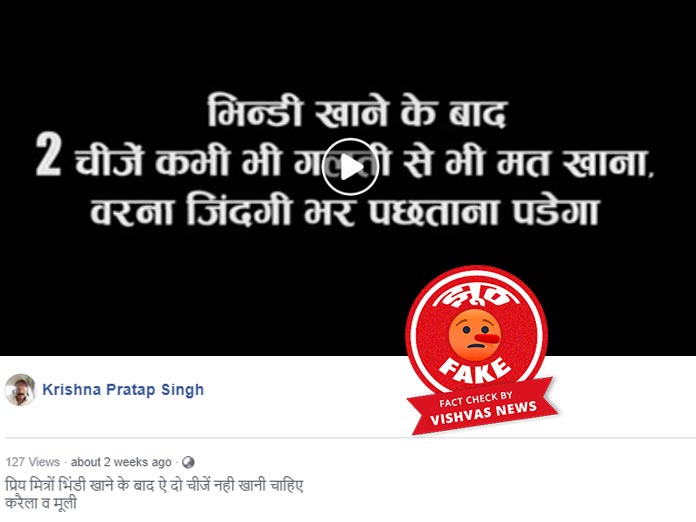 भिन्डी खाने के बाद
2 चीजें कभी भी गलती से भी मत खाना,
वरना जिंदगी भर पछताना पडेगा
झूठ
FAKE
FACT CHECK BY
VISHVAS NEWS
Krishna Pratap Singh
127 Views · about 2 weeks ago ·
प्रिय मित्रों भिंडी खाने के बाद ऐ दो चीजें नही खानी चाहिए
करैला व मूली